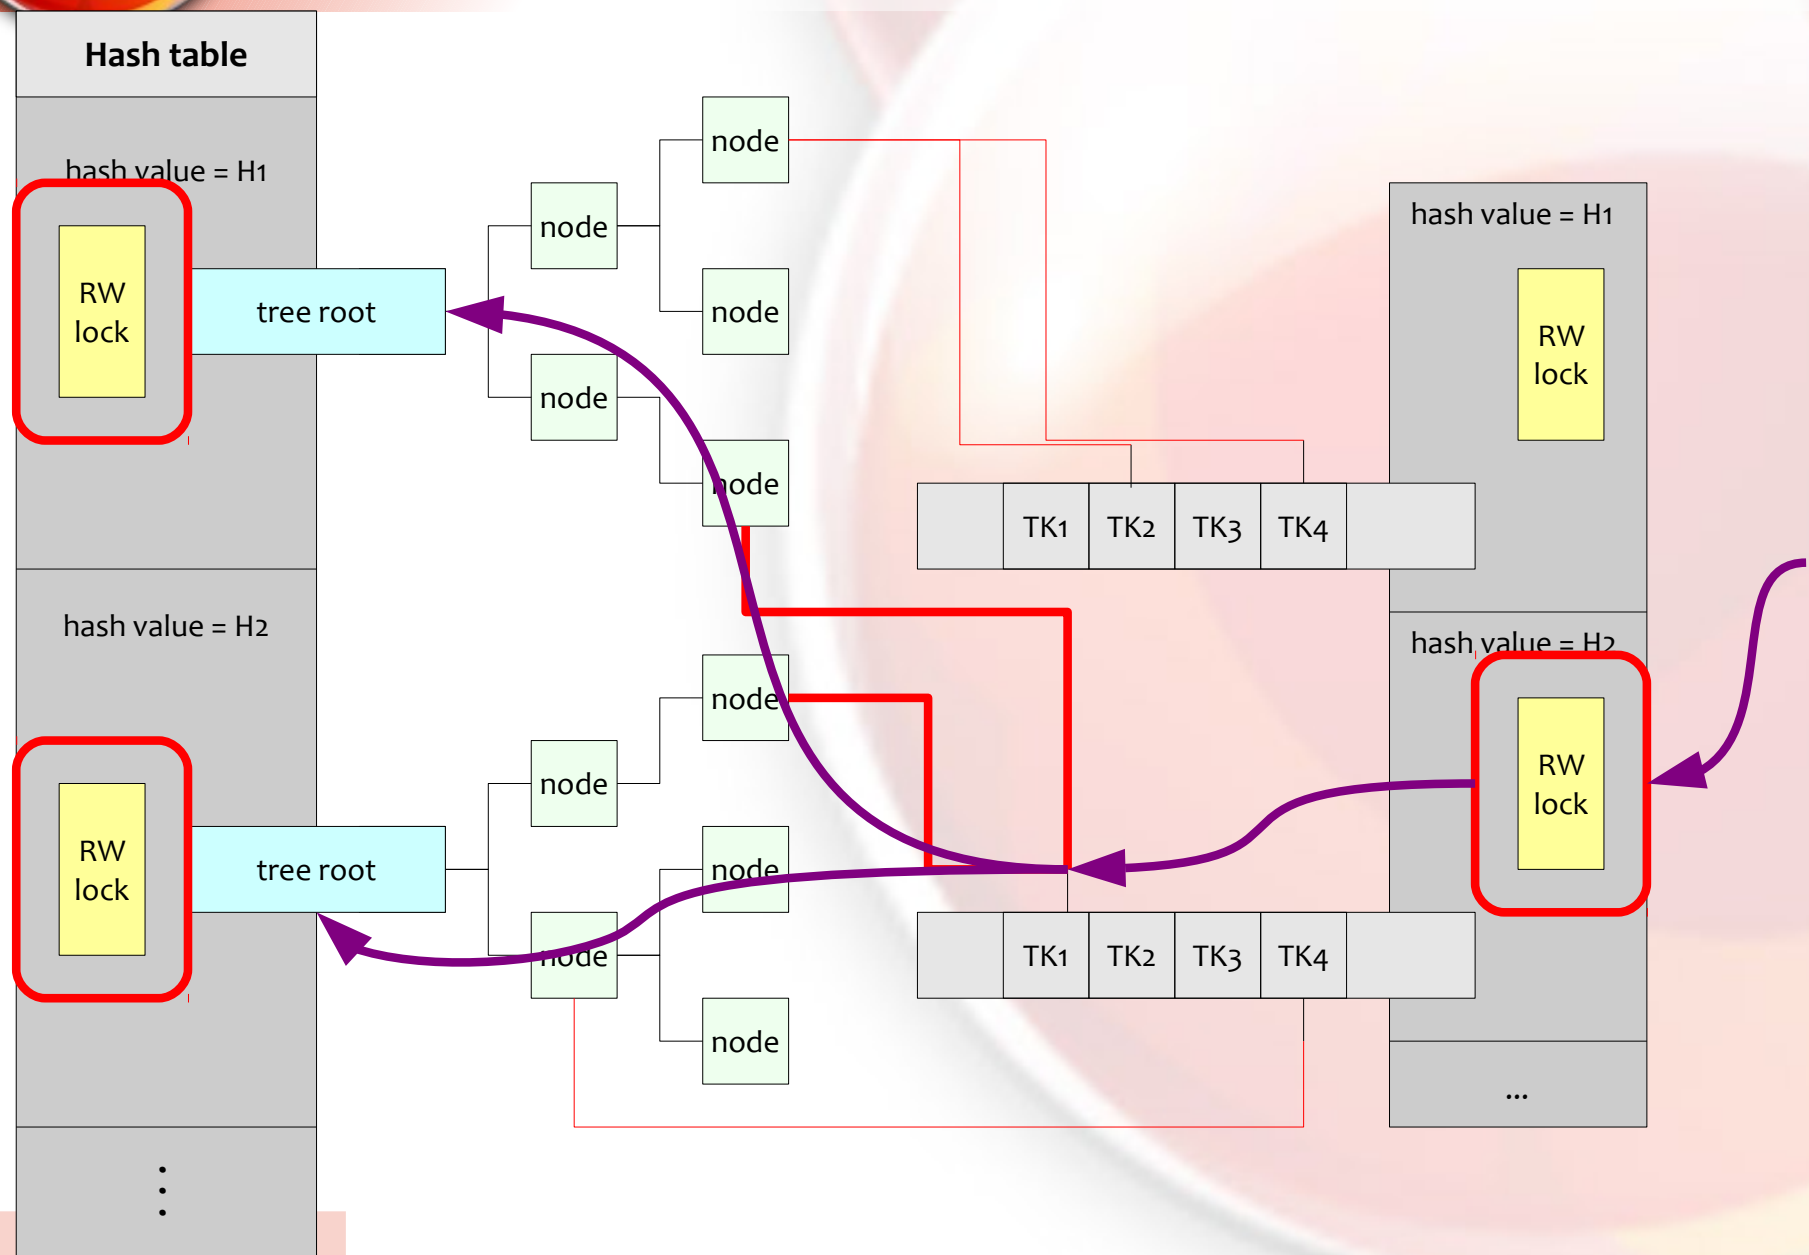 Hash table
hash value = H1
RW
lock
tree root
node
node
node
node
node
hash value = H2
RW
lock
tree root
node
node
node
node
node
⋮
hash value = H1
RW
lock
TK1 TK2 TK3 TK4
hash value = H2
RW
lock
TK1 TK2 TK3 TK4
...